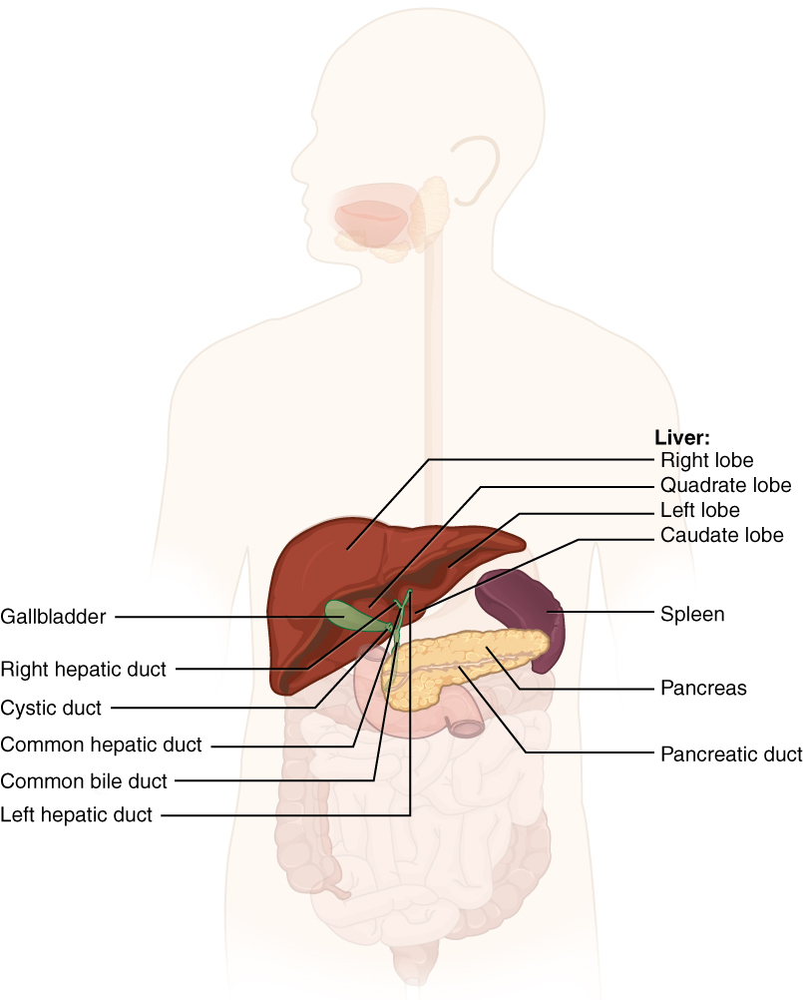 Liver:
Right lobe
Quadrate lobe
Left lobe
Caudate lobe
Gallbladder
Spleen
Right hepatic duct
Pancreas
Cystic duct
Common hepatic duct
Pancreatic duct
Common bile duct
Left hepatic duct